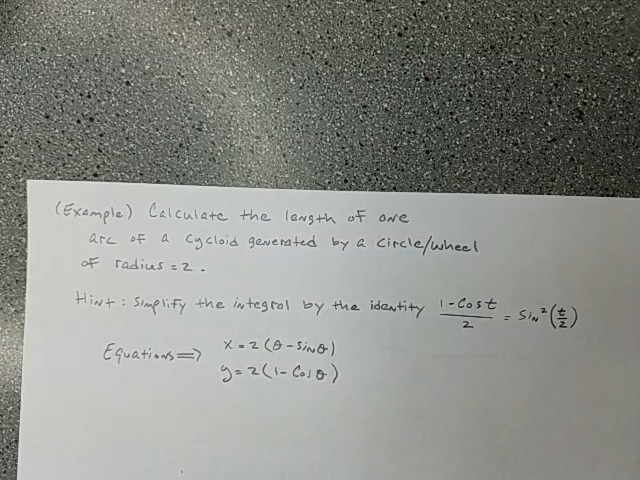 (Example) Calculate the length of one
arc of a cycloid generated by a circle/wheel
of radius = 2.
Hint: Simplify the integral by the identity (1 - Cos t)/2 = Sin²(t/2)
Equations ⇒ x = 2(θ - Sin θ)
y = 2(1 - Cos θ)